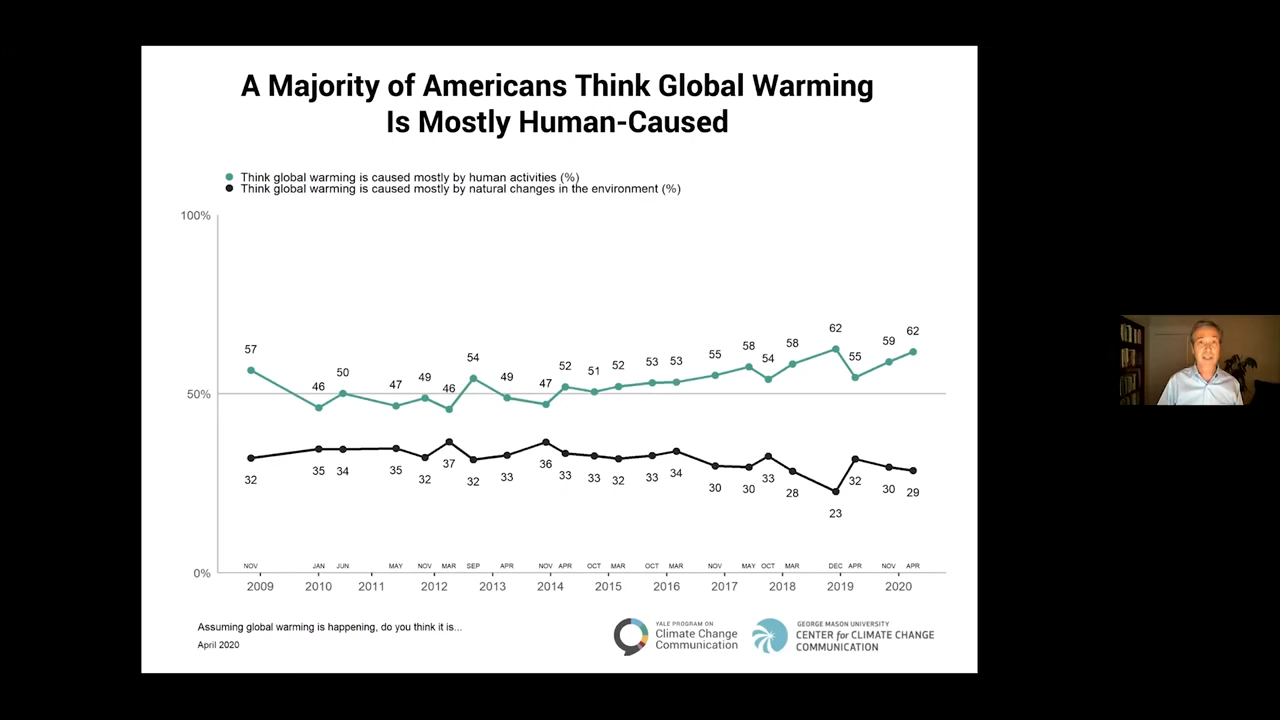 A Majority of Americans Think Global Warming
Is Mostly Human-Caused
Think global warming is caused mostly by human activities (%)
Think global warming is caused mostly by natural changes in the environment (%)
100%
57 46 50 47 49 46 54 49 47 52 51 52 53 53 55 58 54 58 62 55 59 62
50%
32 35 34 35 32 37 32 33 36 33 33 32 33 34 30 30 33 28 23 32 30 29
NOV JAN JUN MAY NOV MAR SEP APR NOV APR OCT MAR OCT MAR NOV MAY OCT MAR DEC APR NOV APR
0%
2009 2010 2011 2012 2013 2014 2015 2016 2017 2018 2019 2020
Assuming global warming is happening, do you think it is...
April 2020
YALE PROGRAM ON
Climate Change
Communication
GEORGE MASON UNIVERSITY
CENTER for CLIMATE CHANGE
COMMUNICATION